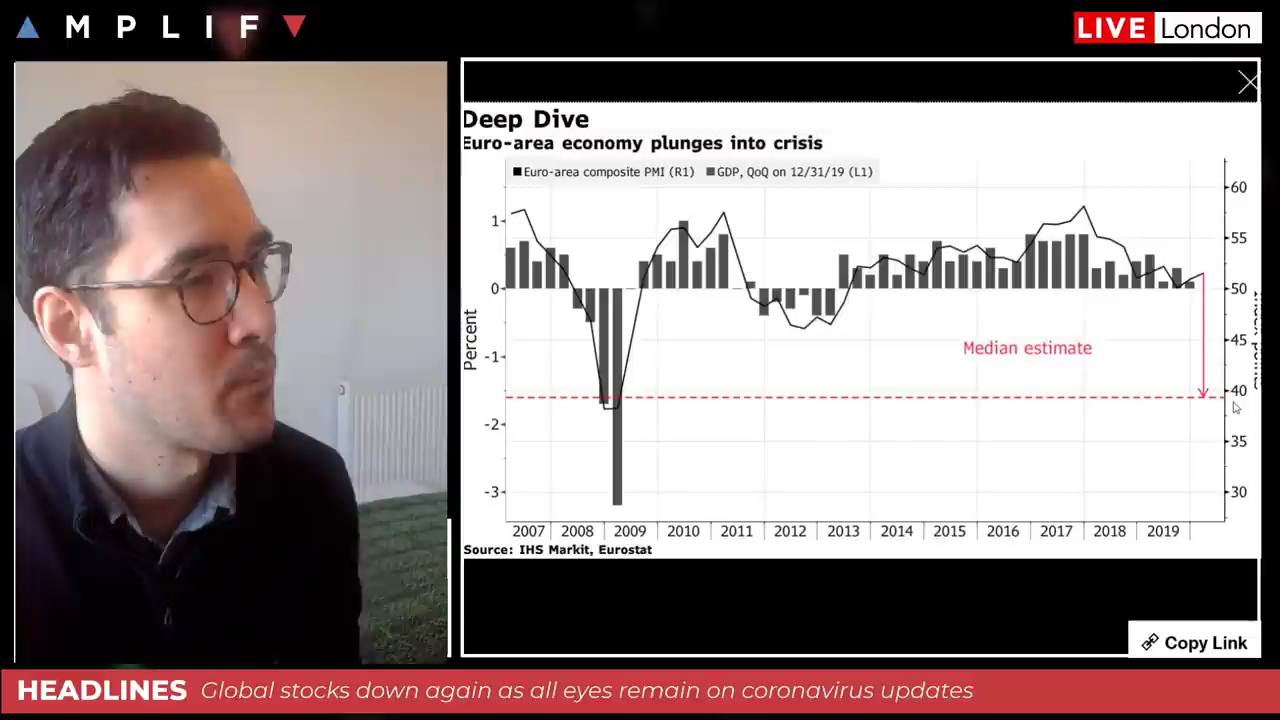 ▲ M P L I F ▼
LIVE London
Deep Dive
Euro-area economy plunges into crisis
Euro-area composite PMI (R1) GDP, QoQ on 12/31/19 (L1)
1
0
-1
-2
-3
Percent
60
55
50
45
40
35
30
Median estimate
2007 2008 2009 2010 2011 2012 2013 2014 2015 2016 2017 2018 2019
Source: IHS Markit, Eurostat
Copy Link
HEADLINES Global stocks down again as all eyes remain on coronavirus updates